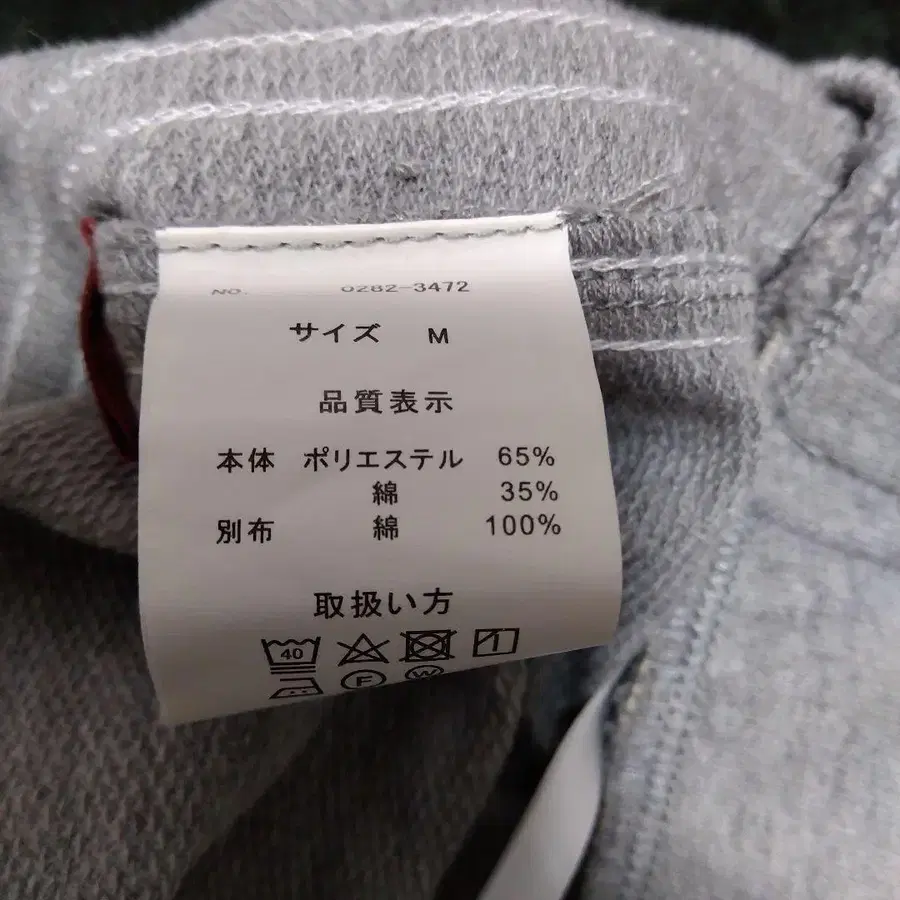 No. 0282-3472
サイズ M
品質表示
本体 ポリエステル 65%
綿 35%
別布 綿 100%
取扱い方
40
F W